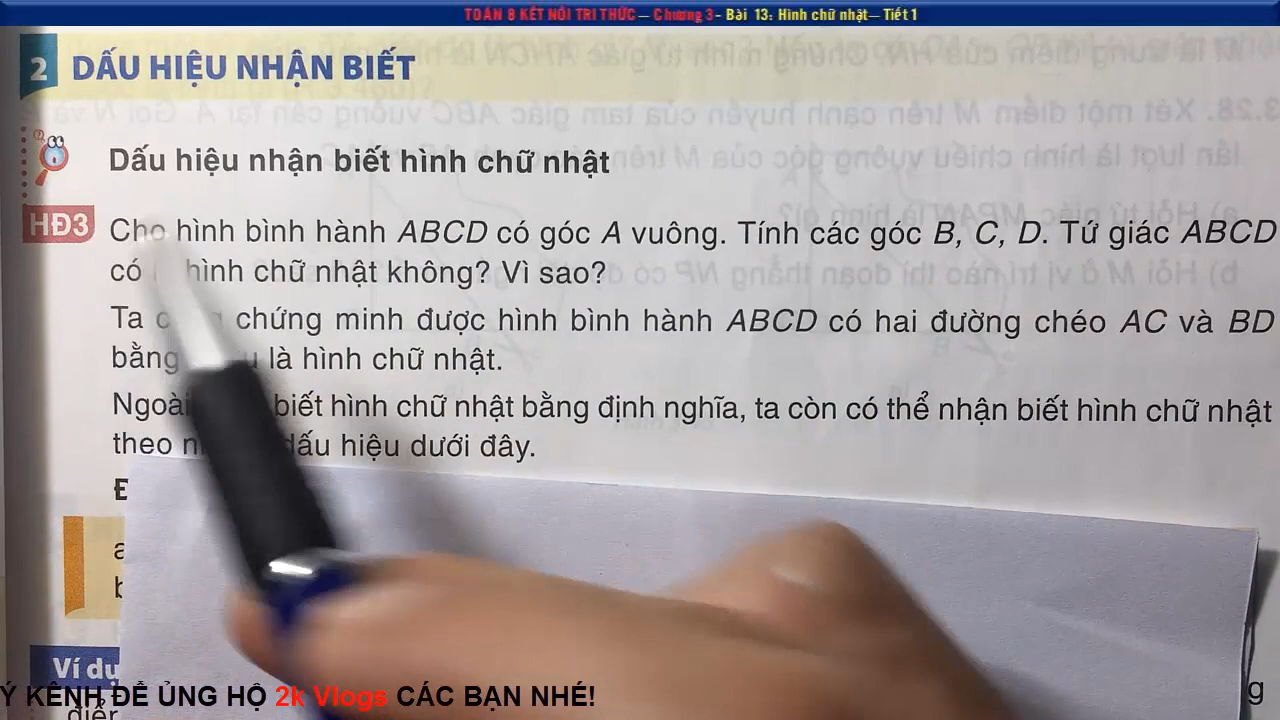 TOÁN 8 KẾT NỐI TRI THỨC – Chương 3 - Bài 13: Hình chữ nhật – Tiết 1
2 DẤU HIỆU NHẬN BIẾT
Dấu hiệu nhận biết hình chữ nhật
HĐ3 Cho hình bình hành ABCD có góc A vuông. Tính các góc B, C, D. Tứ giác ABCD
có hình chữ nhật không? Vì sao?
Ta chứng minh được hình bình hành ABCD có hai đường chéo AC và BD
bằng là hình chữ nhật.
Ngoài biết hình chữ nhật bằng định nghĩa, ta còn có thể nhận biết hình chữ nhật
theo dấu hiệu dưới đây.
Ví dụ
Ý KÊNH ĐỂ ỦNG HỘ 2k Vlogs CÁC BẠN NHÉ!